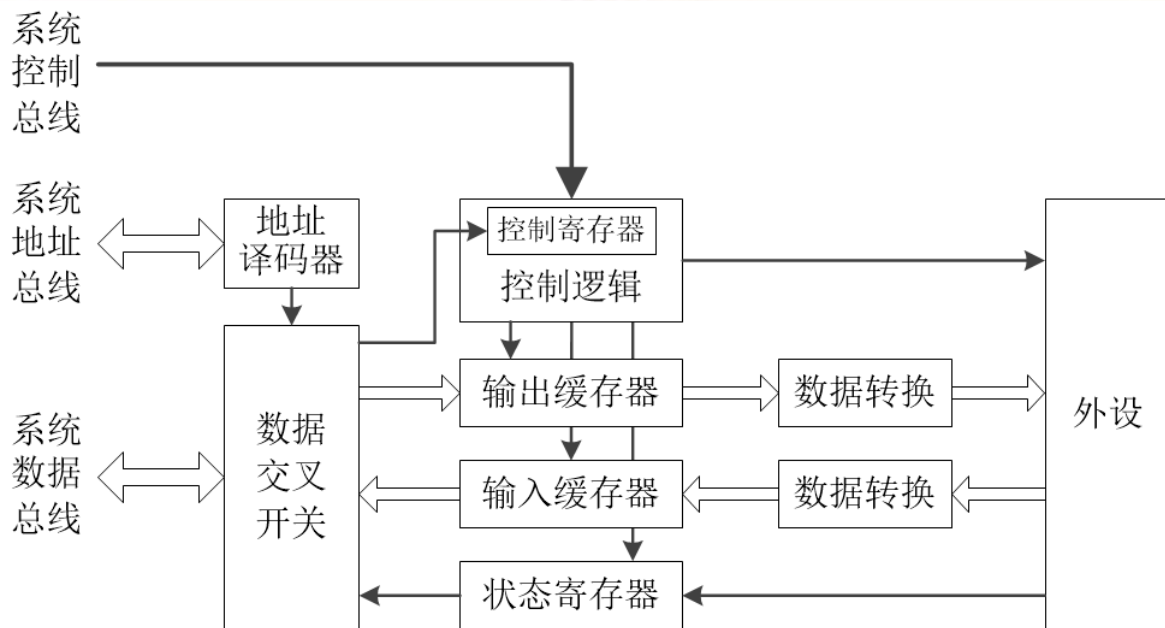 系统
控制
总线
系统
地址
总线
地址
译码器
控制寄存器
控制逻辑
输出缓存器
数据转换
外设
系统
数据
总线
数据
交叉
开关
输入缓存器
数据转换
状态寄存器